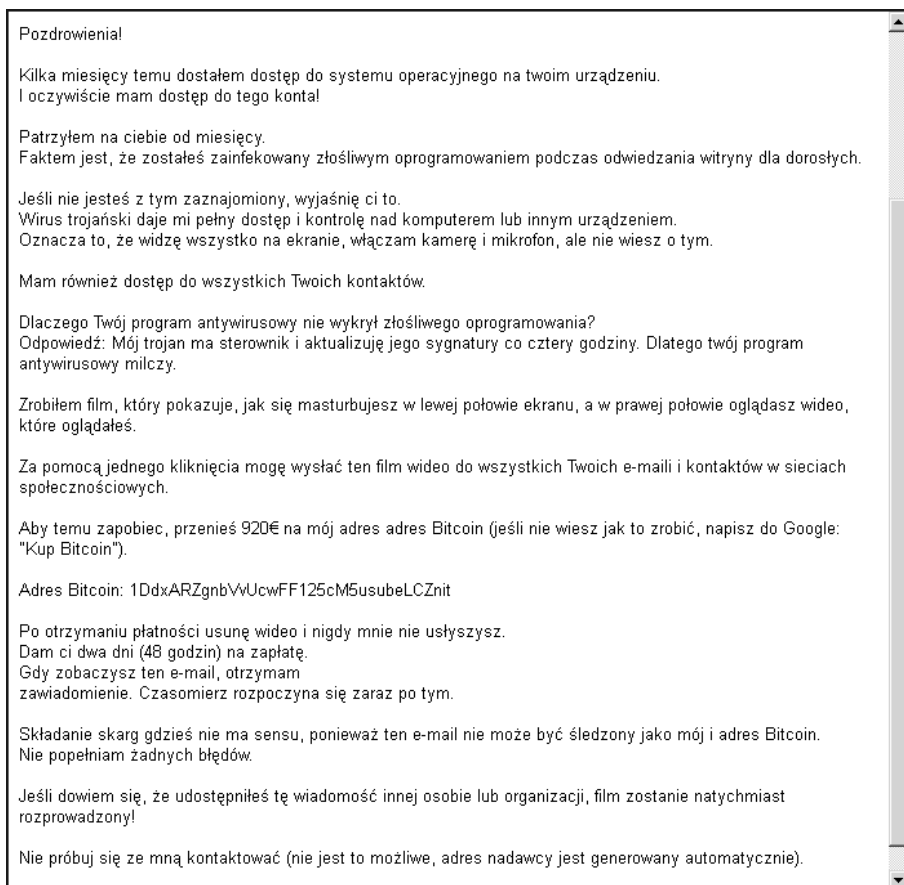 Pozdrowienia!
Kilka miesięcy temu dostałem dostęp do systemu operacyjnego na twoim urządzeniu.
I oczywiście mam dostęp do tego konta!
Patrzyłem na ciebie od miesięcy.
Faktem jest, że zostałeś zainfekowany złośliwym oprogramowaniem podczas odwiedzania witryny dla dorosłych.
Jeśli nie jesteś z tym zaznajomiony, wyjaśnię ci to.
Wirus trojański daje mi pełny dostęp i kontrolę nad komputerem lub innym urządzeniem.
Oznacza to, że widzę wszystko na ekranie, włączam kamerę i mikrofon, ale nie wiesz o tym.
Mam również dostęp do wszystkich Twoich kontaktów.
Dlaczego Twój program antywirusowy nie wykrył złośliwego oprogramowania?
Odpowiedź: Mój trojan ma sterownik i aktualizuję jego sygnatury co cztery godziny. Dlatego twój program
antywirusowy milczy.
Zrobiłem film, który pokazuje, jak się masturbujesz w lewej połowie ekranu, a w prawej połowie oglądasz wideo,
które oglądałeś.
Za pomocą jednego kliknięcia mogę wysłać ten film wideo do wszystkich Twoich e-maili i kontaktów w sieciach
społecznościowych.
Aby temu zapobiec, przenieś 920€ na mój adres adres Bitcoin (jeśli nie wiesz jak to zrobić, napisz do Google:
"Kup Bitcoin").
Adres Bitcoin: 1DdxARZgnbVvUcwFF125cM5usubeLCZnit
Po otrzymaniu płatności usunę wideo i nigdy mnie nie usłyszysz.
Dam ci dwa dni (48 godzin) na zapłatę.
Gdy zobaczysz ten e-mail, otrzymam
zawiadomienie. Czasomierz rozpoczyna się zaraz po tym.
Składanie skarg gdzieś nie ma sensu, ponieważ ten e-mail nie może być śledzony jako mój i adres Bitcoin.
Nie popełniam żadnych błędów.
Jeśli dowiem się, że udostępniłeś tę wiadomość innej osobie lub organizacji, film zostanie natychmiast
rozprowadzony!
Nie próbuj się ze mną kontaktować (nie jest to możliwe, adres nadawcy jest generowany automatycznie).